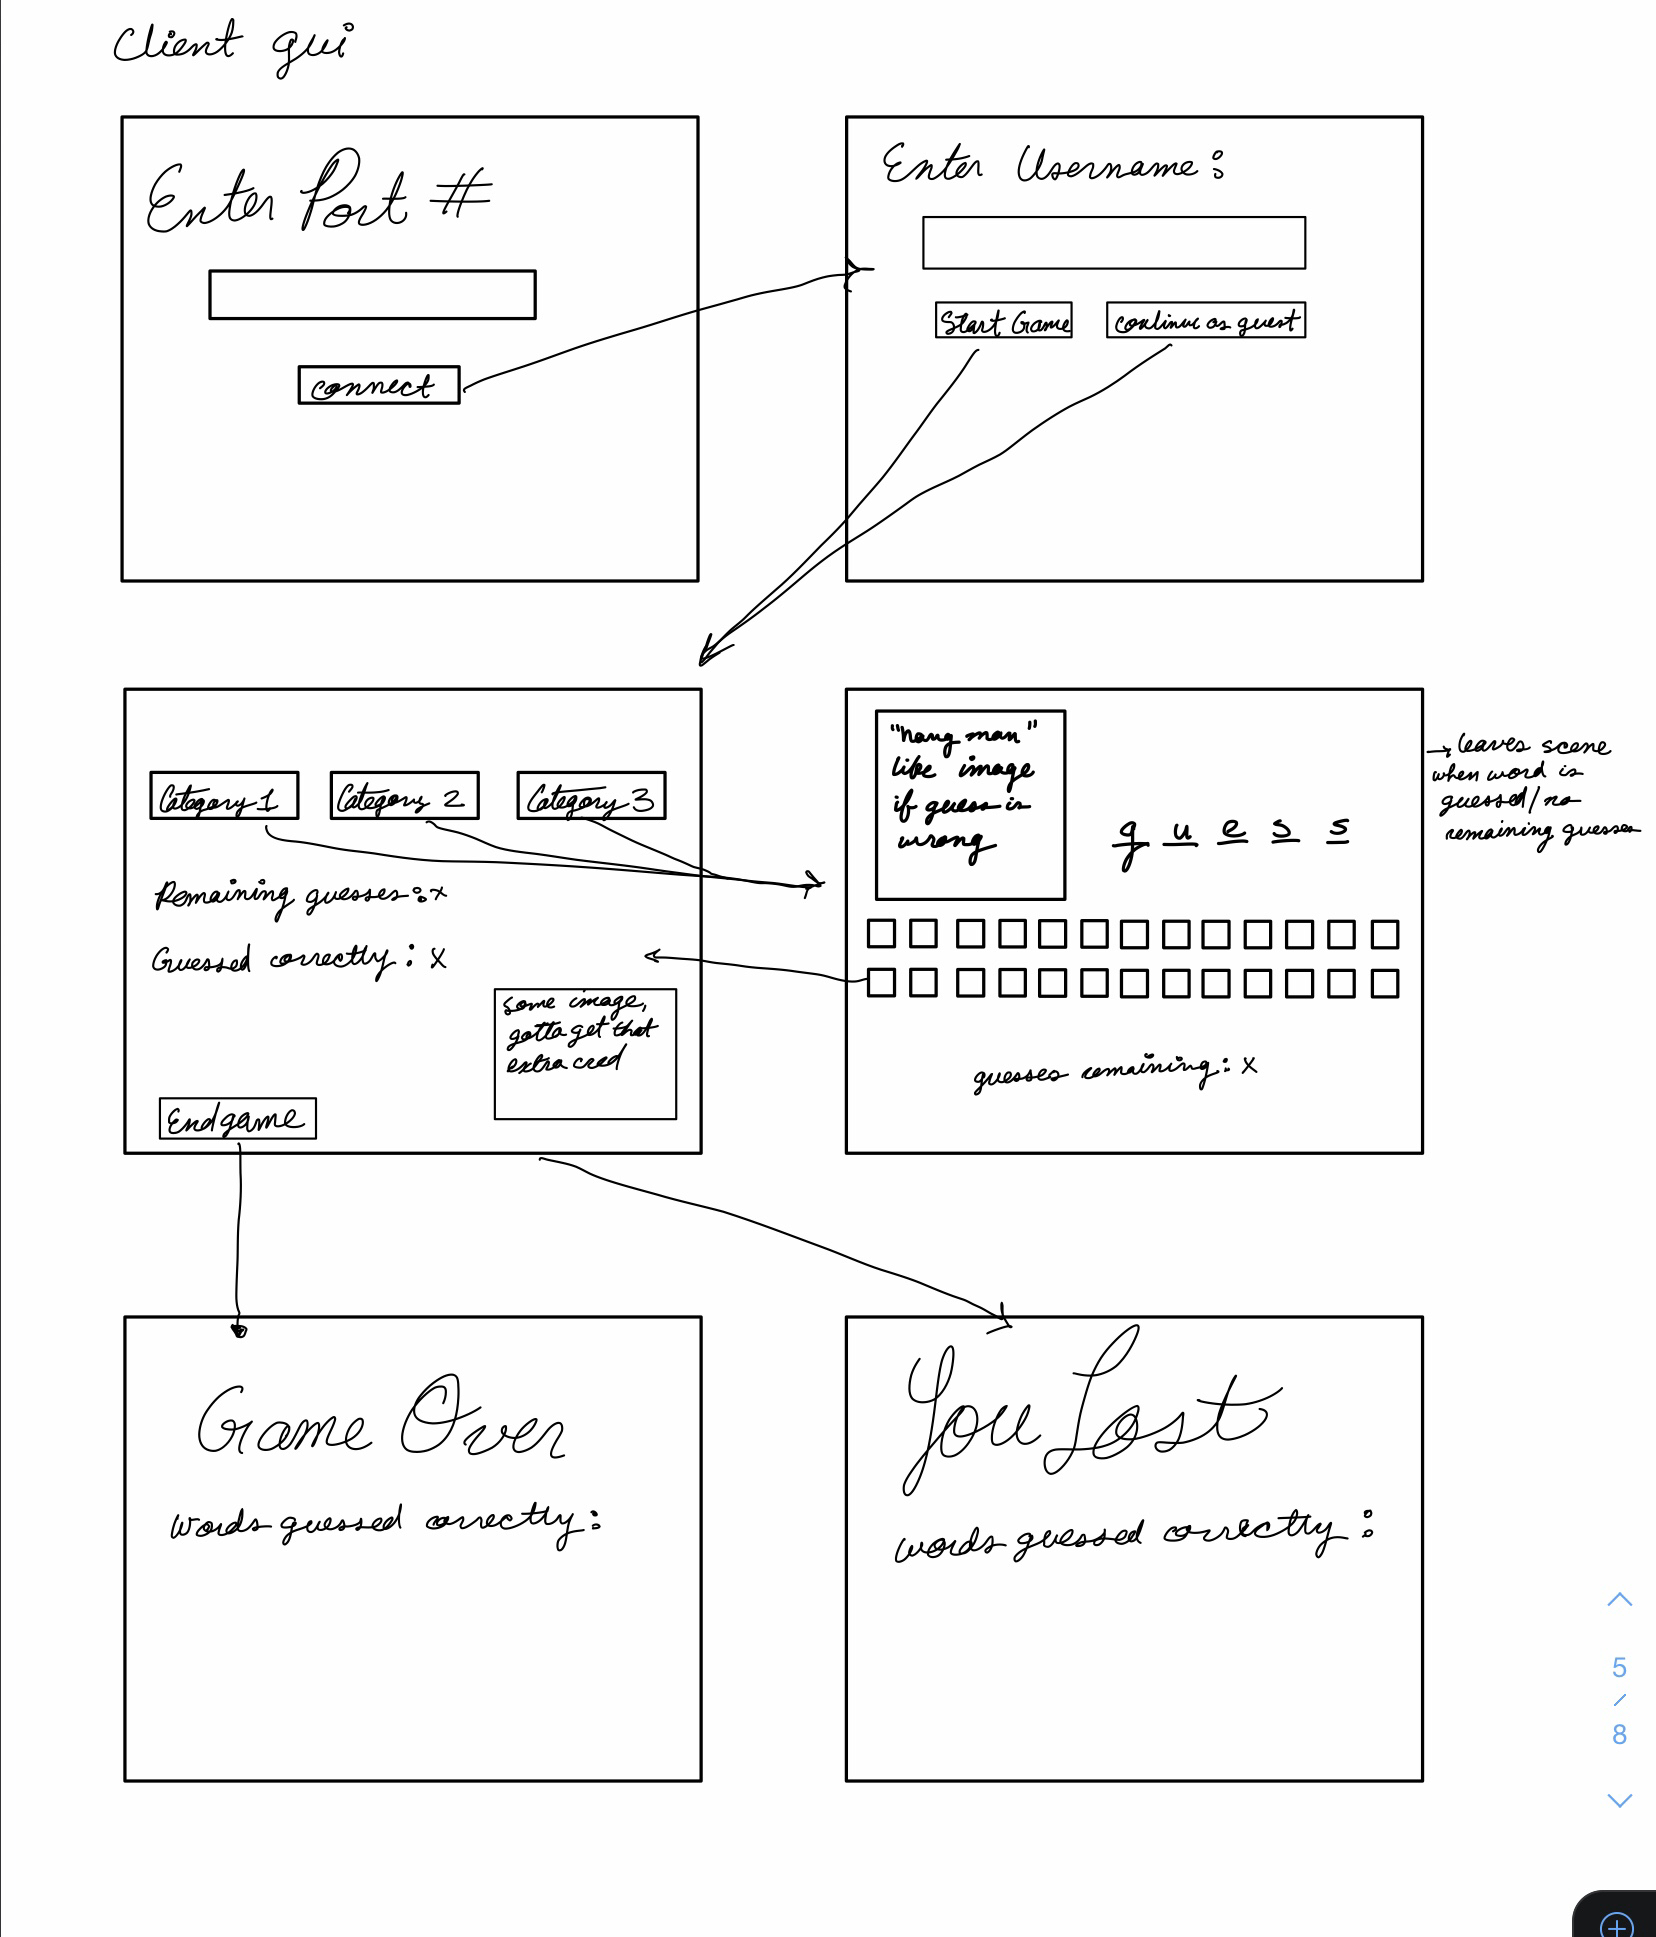 Client gui
Enter Port #
connect
Enter Username:
Start Game
continue as guest
Category 1
Category 2
Category 3
Remaining guesses: x
Guessed correctly: x
some image,
gotta get that
extra cred
Endgame
"hang man"
like image
if guess is
wrong
g u e s s
guesses remaining: x
→ leaves scene
when word is
guessed/no
remaining guesses
Game Over
words guessed correctly:
You Lost
words guessed correctly:
5
/
8